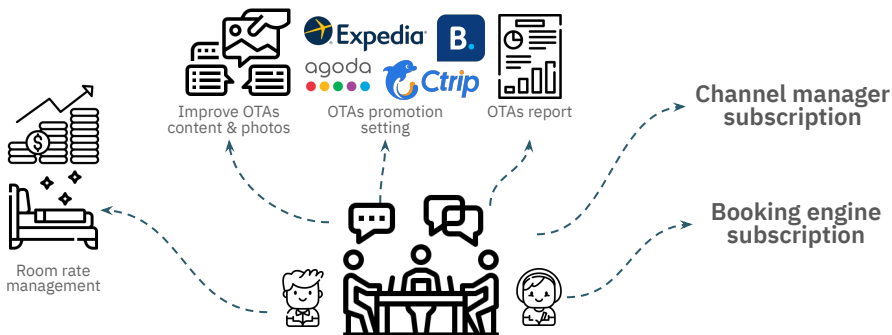 Expedia
B.
agoda
Ctrip
Improve OTAs
content & photos
OTAs promotion
setting
OTAs report
Channel manager
subscription
Booking engine
subscription
$
Room rate
management